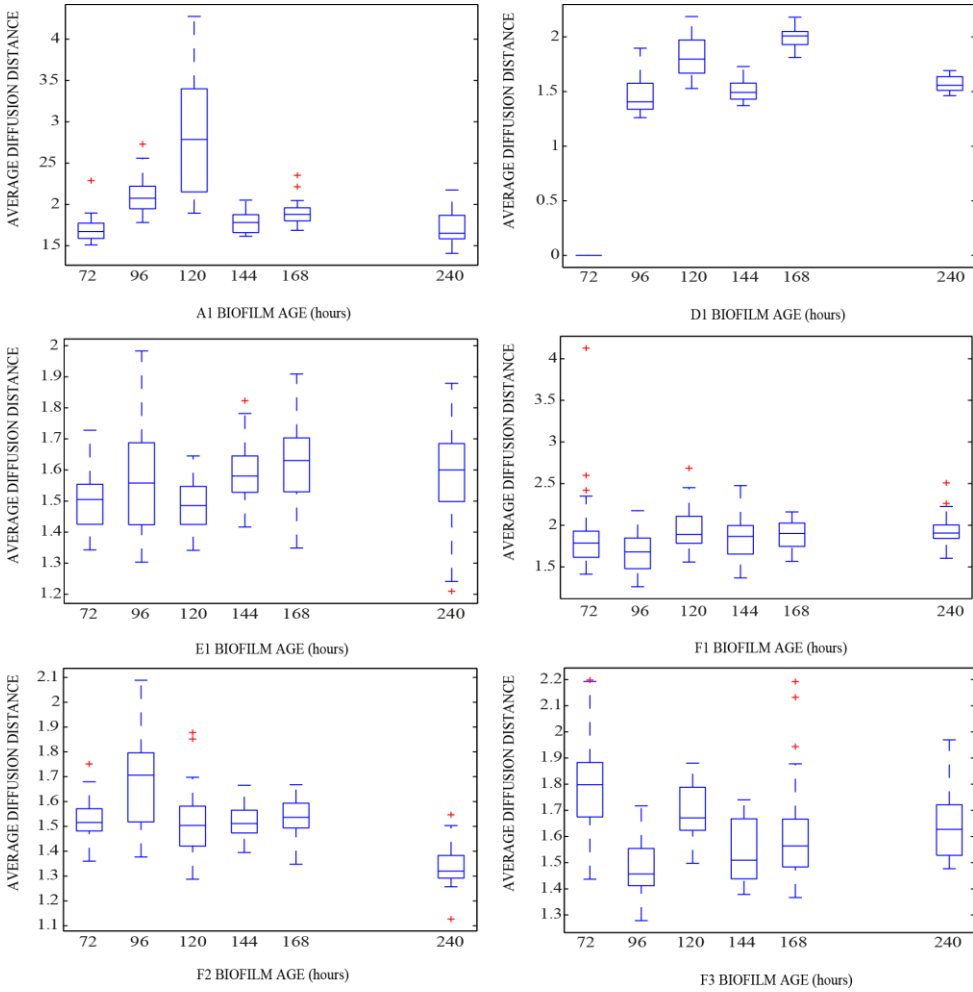 AVERAGE DIFFUSION DISTANCE
4
3.5
3
2.5
2
1.5
72 96 120 144 168 240
A1 BIOFILM AGE (hours)
AVERAGE DIFFUSION DISTANCE
2
1.5
1
0.5
0
72 96 120 144 168 240
D1 BIOFILM AGE (hours)
AVERAGE DIFFUSION DISTANCE
2
1.9
1.8
1.7
1.6
1.5
1.4
1.3
1.2
72 96 120 144 168 240
E1 BIOFILM AGE (hours)
AVERAGE DIFFUSION DISTANCE
4
3.5
3
2.5
2
1.5
72 96 120 144 168 240
F1 BIOFILM AGE (hours)
AVERAGE DIFFUSION DISTANCE
2.1
2
1.9
1.8
1.7
1.6
1.5
1.4
1.3
1.2
1.1
72 96 120 144 168 240
F2 BIOFILM AGE (hours)
AVERAGE DIFFUSION DISTANCE
2.2
2.1
2
1.9
1.8
1.7
1.6
1.5
1.4
1.3
72 96 120 144 168 240
F3 BIOFILM AGE (hours)